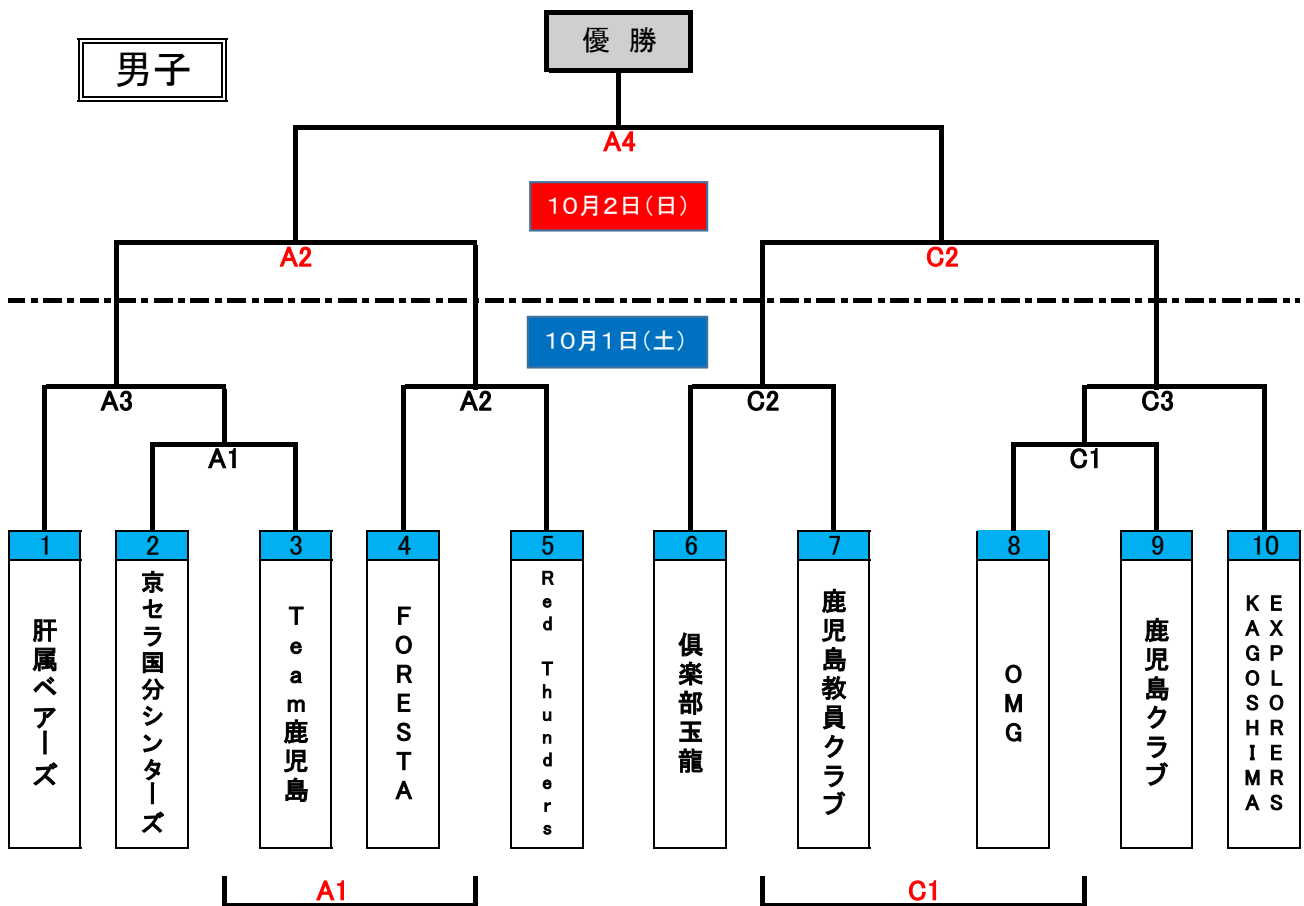 優 勝
男子
A4
10月2日(日)
A2
C2
10月1日(土)
A3
A2
C2
C3
A1
C1
1
2
3
4
5
6
7
8
9
10
肝属ベアーズ
京セラ国分シンターズ
Team鹿児島
FORESTA
Red Thunders
倶楽部玉龍
鹿児島教員クラブ
OMG
鹿児島クラブ
EXPLORERS
KAGOSHIMA
A1
C1